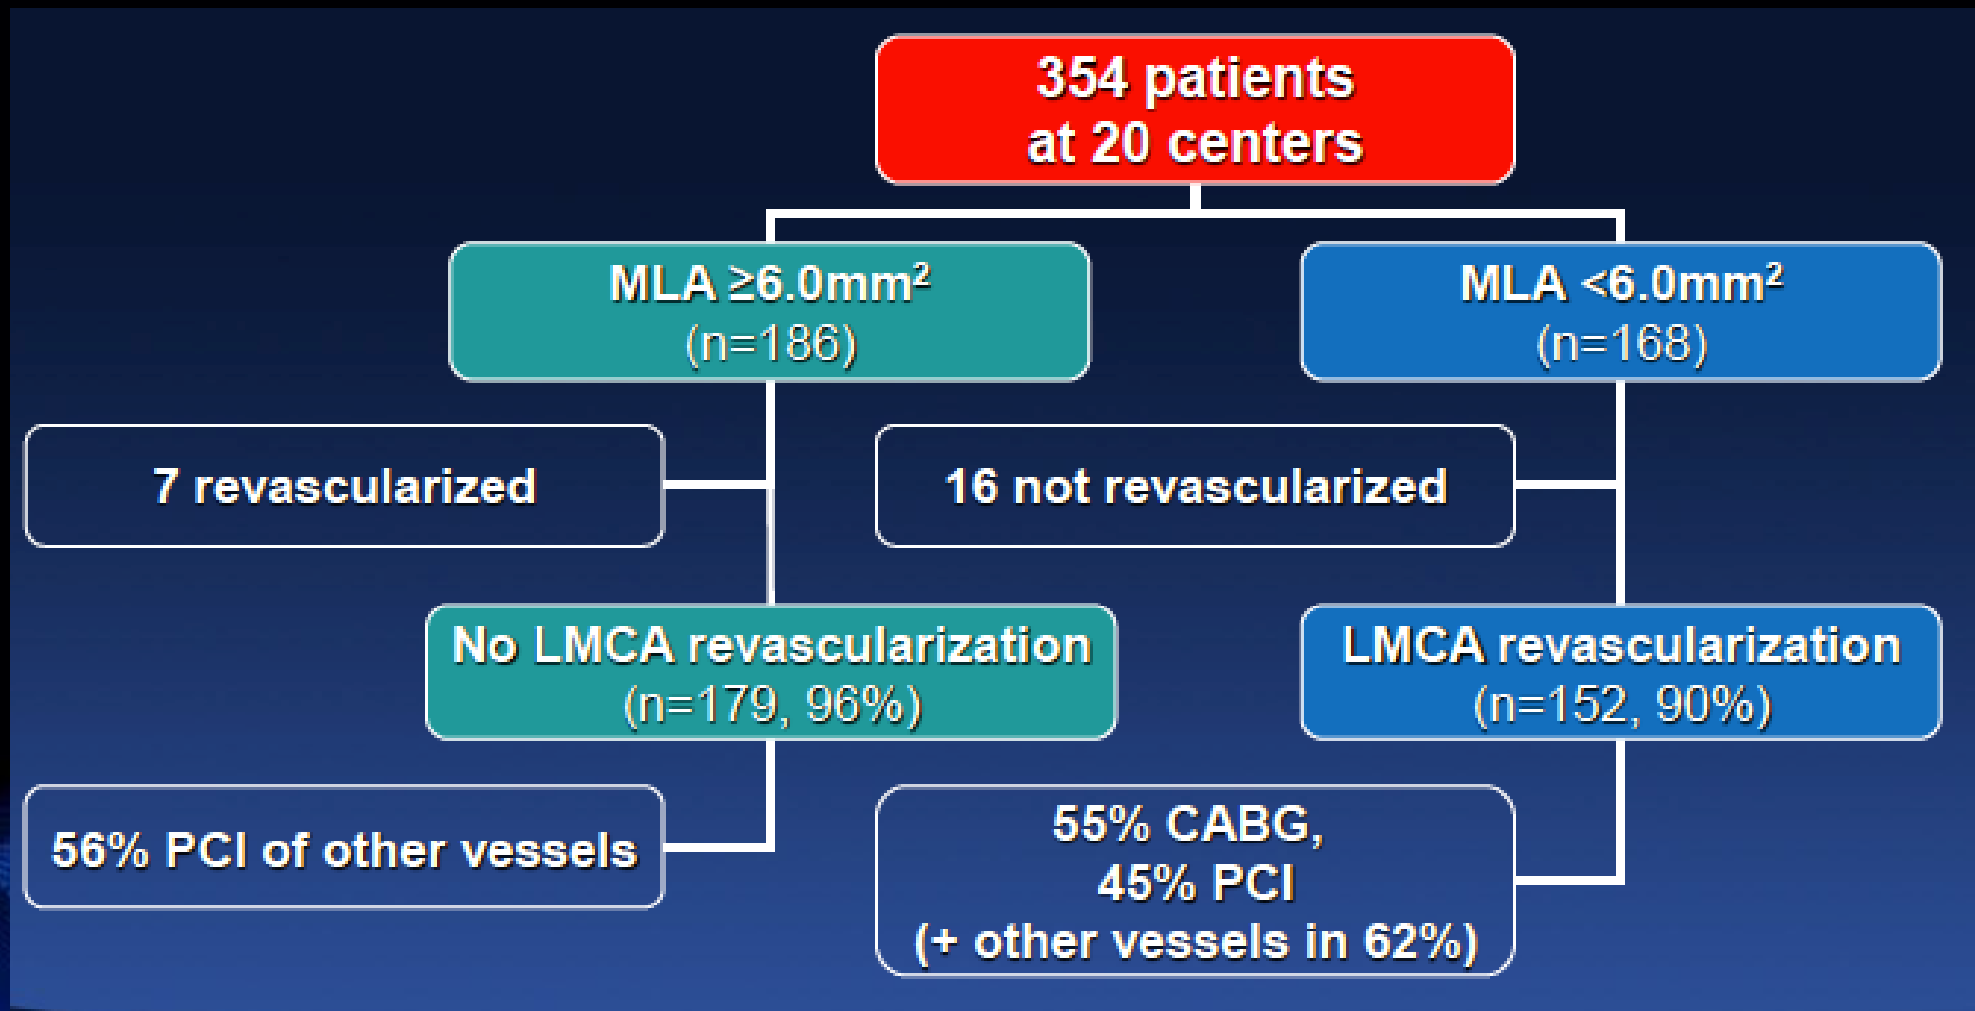 354 patients
at 20 centers
MLA ≥6.0mm²
(n=186)
MLA <6.0mm²
(n=168)
7 revascularized
16 not revascularized
No LMCA revascularization
(n=179, 96%)
LMCA revascularization
(n=152, 90%)
56% PCI of other vessels
55% CABG,
45% PCI
(+ other vessels in 62%)